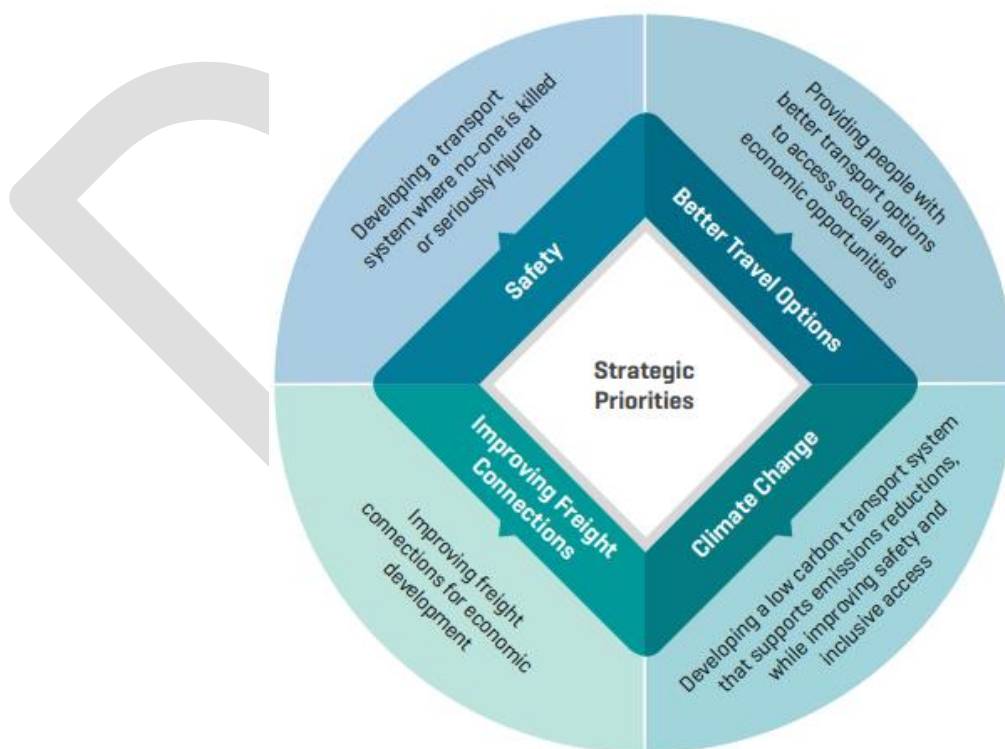 Developing a transport
system where no-one is killed
or seriously injured
Safety
Providing people with
better transport options
to access social and
economic opportunities
Better Travel Options
Strategic
Priorities
Improving Freight
Connections
Improving freight
connections for economic
development
Climate Change
Developing a low carbon transport system
that supports emissions reductions,
while improving safety and
inclusive access